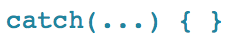 catch(...) { }